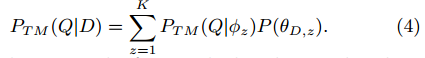 P_{TM}(Q|D) = \sum_{z=1}^{K} P_{TM}(Q|\phi_z)P(\theta_{D,z}). (4)